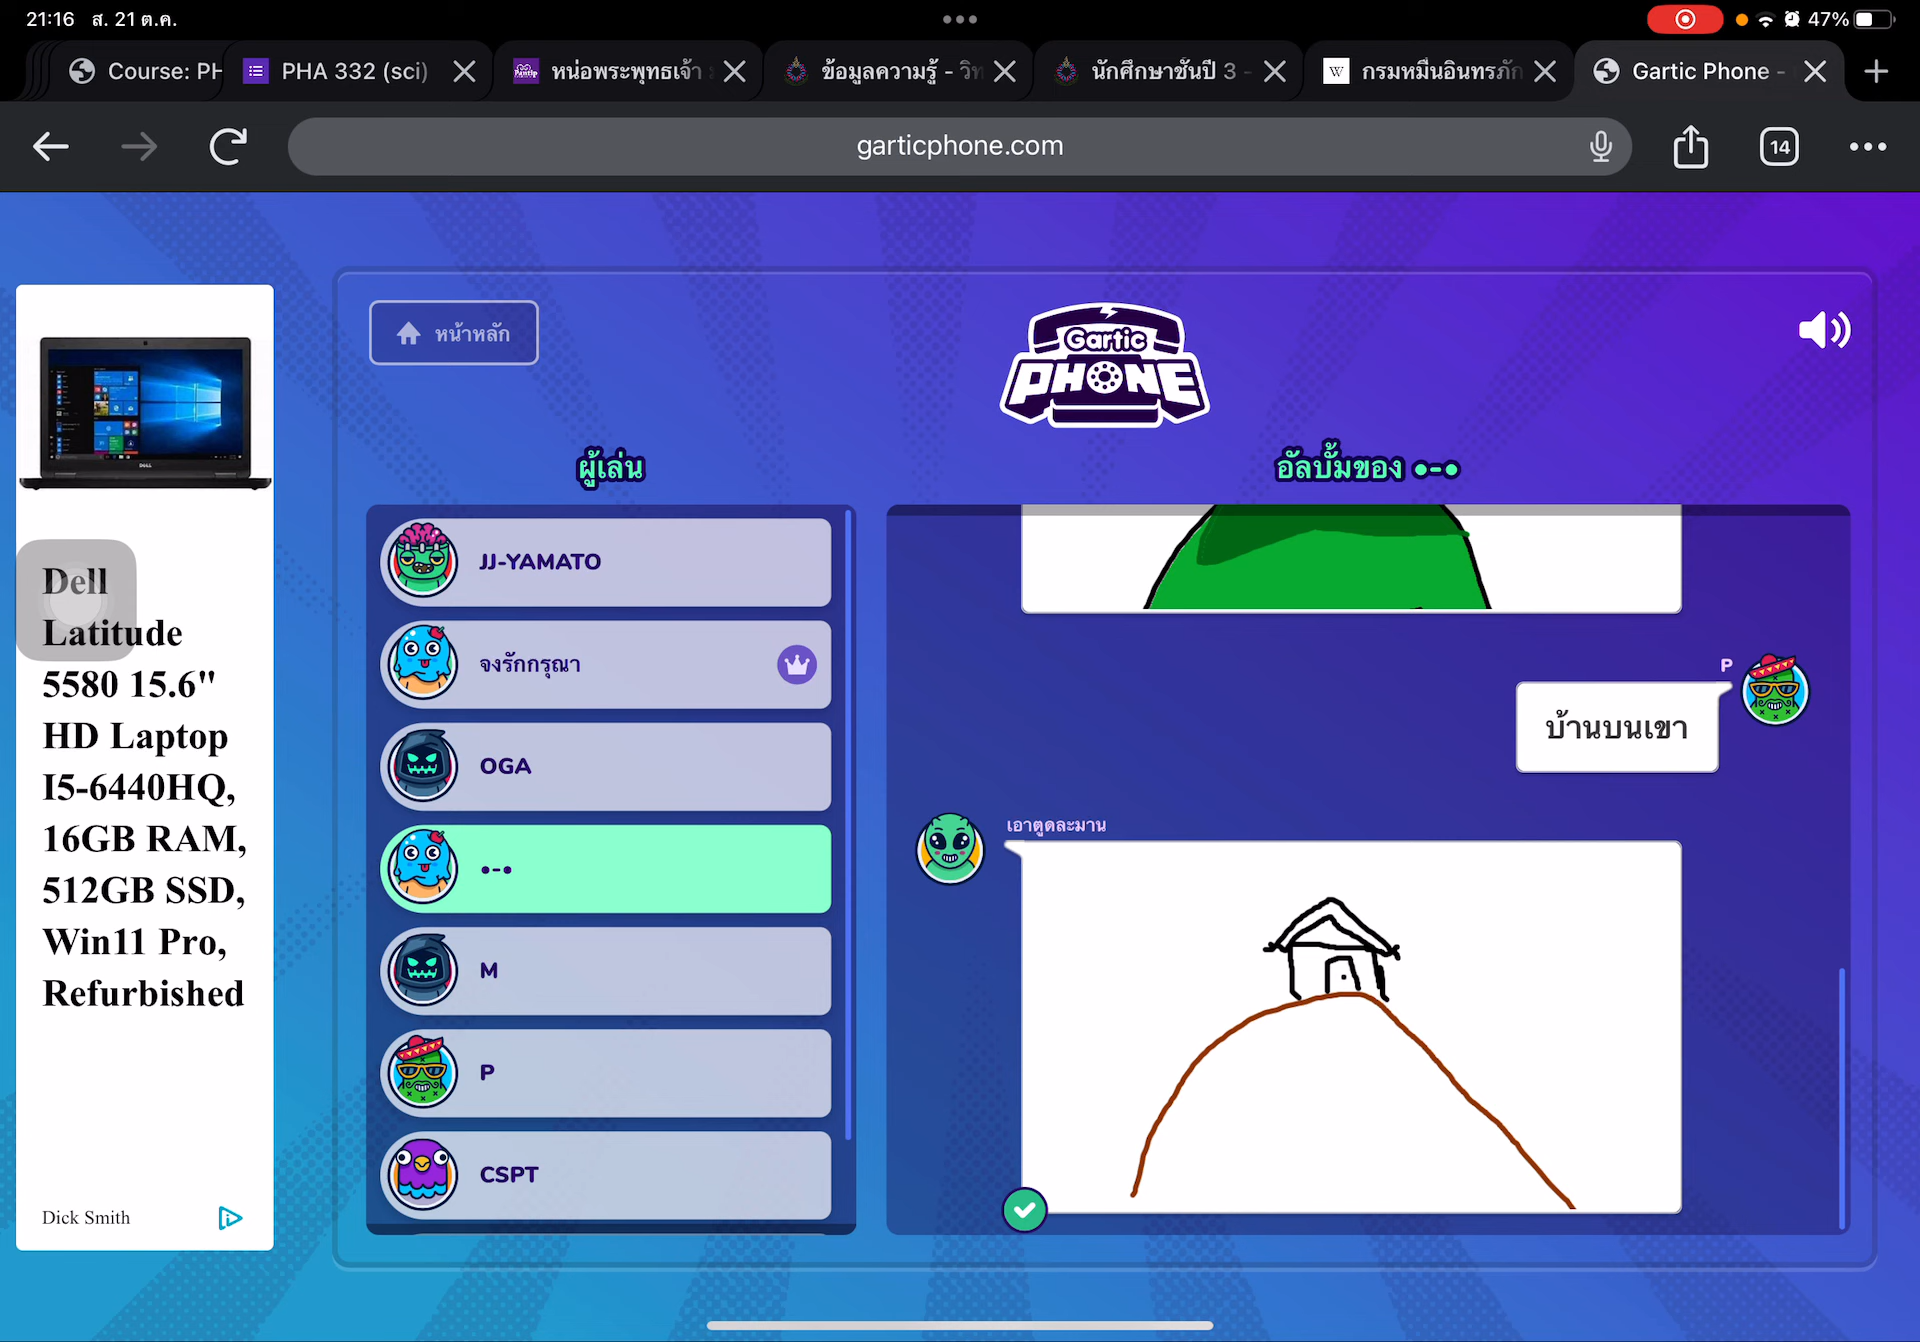 21:16 ส. 21 ต.ค.
47%
Course: PH
PHA 332 (sci)
Pantip
หน่อพระพุทธเจ้า
ข้อมูลความรู้ - วิท
นักศึกษาชั้นปี 3 -
W
กรมหมื่นอินทรภัก
Gartic Phone -
garticphone.com
14
หน้าหลัก
Gartic
PHONE
ผู้เล่น
อัลบั้มของ •-•
JJ-YAMATO
จงรักกรุณา
OGA
•-•
M
P
CSPT
P
บ้านบนเขา
เอาตูดละมาน
Dell
Latitude
5580 15.6"
HD Laptop
I5-6440HQ,
16GB RAM,
512GB SSD,
Win11 Pro,
Refurbished
Dick Smith